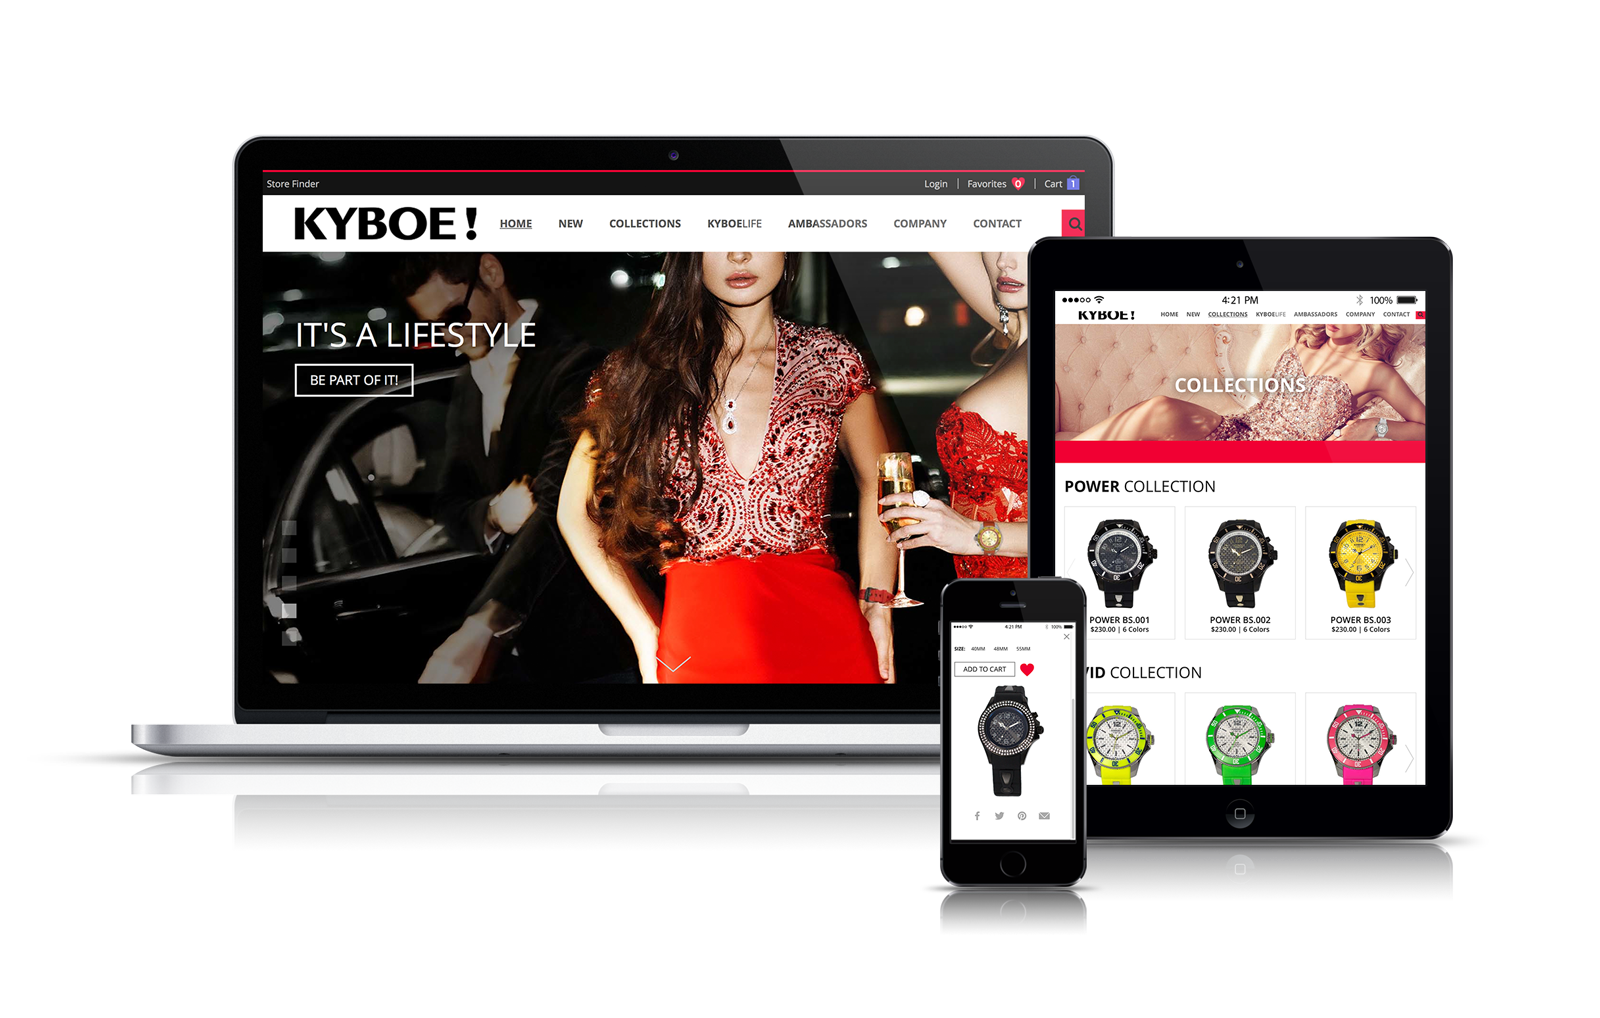 Store Finder
Login | Favorites 0 | Cart 1
KYBOE!
HOME NEW COLLECTIONS KYBOELIFE AMBASSADORS COMPANY CONTACT
IT'S A LIFESTYLE
BE PART OF IT!
4:21 PM 100%
KYBOE!
HOME NEW COLLECTIONS KYBOELIFE AMBASSADORS COMPANY CONTACT
COLLECTIONS
POWER COLLECTION
POWER BS.001 POWER BS.002 POWER BS.003
$230.00 | 6 Colors $230.00 | 6 Colors $230.00 | 6 Colors
VID COLLECTION
4:21 PM 100%
SIZE: 40MM 48MM 55MM
ADD TO CART